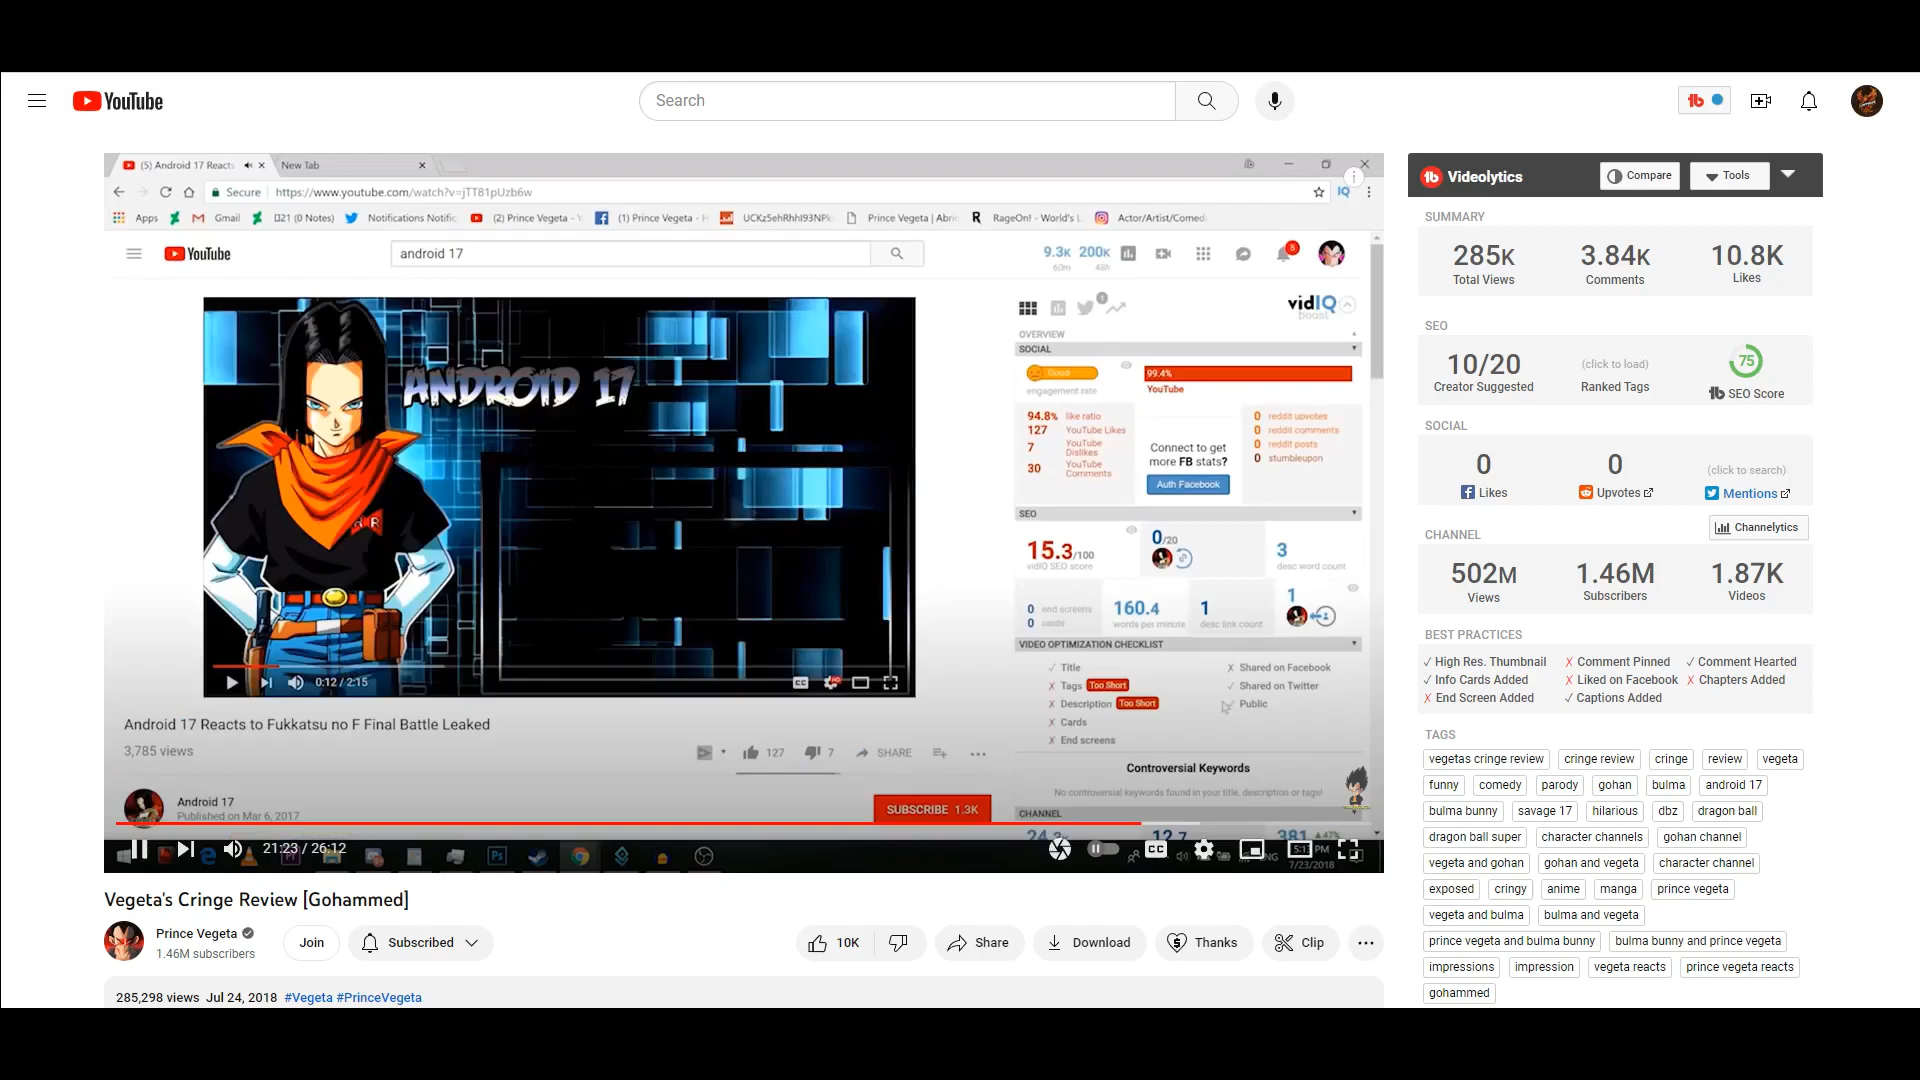 YouTube
Search
(5) Android 17 Reacts
New Tab
Secure
https://www.youtube.com/watch?v=jTT81pUzb6w
IQ
Apps
Gmail
(2) Prince Vegeta - Y
Notifications Notific
(1) Prince Vegeta - H
Prince Vegeta | Abri
RageOn! - World's L
Actor/Artist/Comedi
YouTube
android 17
9.3K 200K
60m 48h
5
ANDROID 17
0:12 / 2:15
CC
HD
Android 17 Reacts to Fukkatsu no F Final Battle Leaked
3,785 views
127
7
SHARE
Android 17
Published on Mar 6, 2017
SUBSCRIBE 1.3K
vidIQ
boost
OVERVIEW
SOCIAL
Good
engagement rate
99.4%
YouTube
94.8% like ratio
127 YouTube Likes
7 YouTube Dislikes
30 YouTube Comments
Connect to get
more FB stats?
Auth Facebook
0 reddit upvotes
0 reddit comments
0 reddit posts
0 stumbleupon
SEO
15.3/100
vidIQ SEO score
0/20
3
desc word count
0 end screens
0 cards
160.4
words per minute
1
desc link count
1
VIDEO OPTIMIZATION CHECKLIST
✓ Title
X Tags Too Short
X Description Too Short
X Cards
X End screens
X Shared on Facebook
✓ Shared on Twitter
✓ Public
Controversial Keywords
No controversial keywords found in your title, description or tags!
CHANNEL
12.7
381 ▲47%
21:23 / 26:12
CC
5:13 PM
7/23/2018
Vegeta's Cringe Review [Gohammed]
Prince Vegeta
1.46M subscribers
Join
Subscribed
10K
Share
Download
Thanks
Clip
285,298 views Jul 24, 2018 #Vegeta #PrinceVegeta
Videolytics
Compare
Tools
SUMMARY
285K 3.84K 10.8K
Total Views Comments Likes
SEO
10/20 (click to load) 75
Creator Suggested Ranked Tags SEO Score
SOCIAL
0 0 (click to search)
Likes Upvotes Mentions
CHANNEL
Channelytics
502M 1.46M 1.87K
Views Subscribers Videos
BEST PRACTICES
✓ High Res. Thumbnail ✗ Comment Pinned ✓ Comment Hearted
✓ Info Cards Added ✗ Liked on Facebook ✗ Chapters Added
✗ End Screen Added ✓ Captions Added
TAGS
vegetas cringe review cringe review cringe review vegeta
funny comedy parody gohan bulma android 17
bulma bunny savage 17 hilarious dbz dragon ball
dragon ball super character channels gohan channel
vegeta and gohan gohan and vegeta character channel
exposed cringy anime manga prince vegeta
vegeta and bulma bulma and vegeta
prince vegeta and bulma bunny bulma bunny and prince vegeta
impressions impression vegeta reacts prince vegeta reacts
gohammed